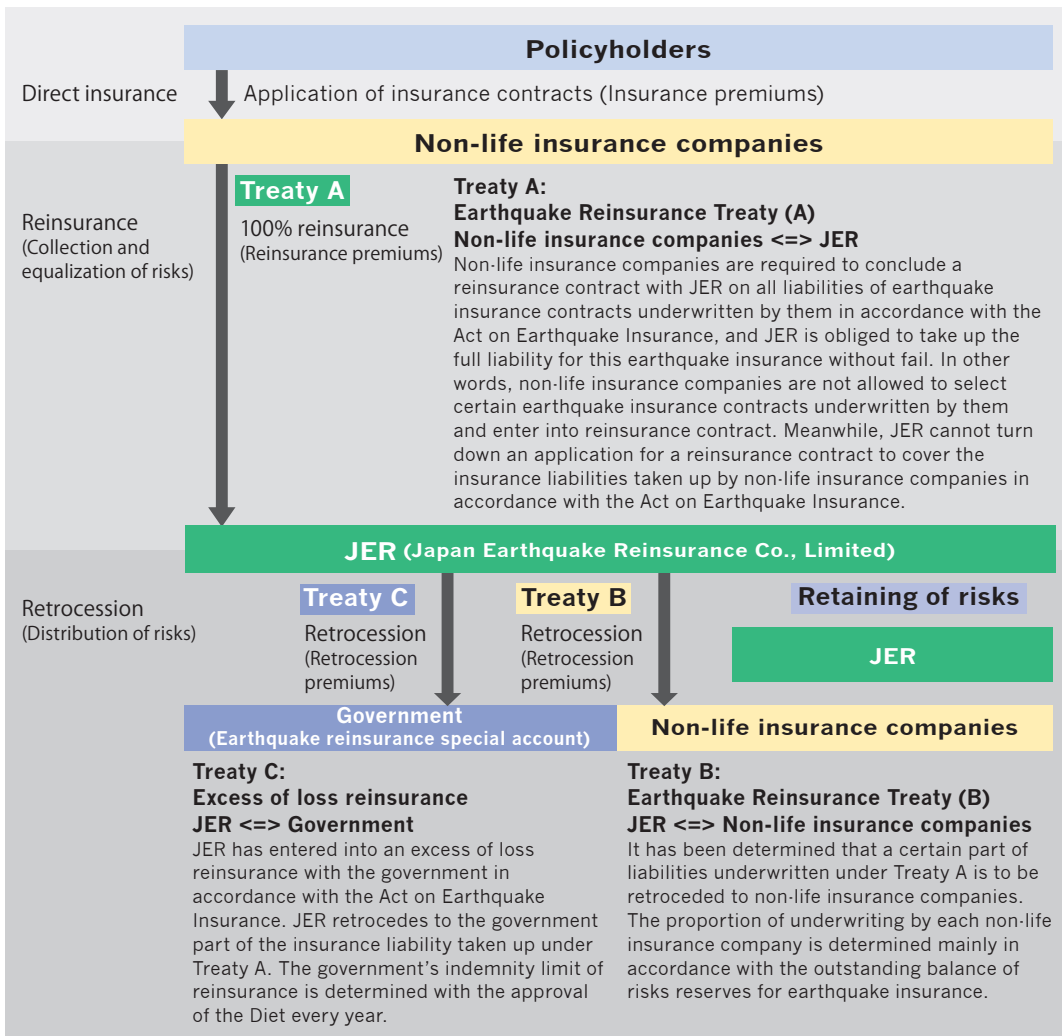 Policyholders
Direct insurance
Application of insurance contracts (Insurance premiums)
Non-life insurance companies
Reinsurance
(Collection and
equalization of risks)
Treaty A
100% reinsurance
(Reinsurance premiums)
Treaty A:
Earthquake Reinsurance Treaty (A)
Non-life insurance companies <=> JER
Non-life insurance companies are required to conclude a
reinsurance contract with JER on all liabilities of earthquake
insurance contracts underwritten by them in accordance with the
Act on Earthquake Insurance, and JER is obliged to take up the
full liability for this earthquake insurance without fail. In other
words, non-life insurance companies are not allowed to select
certain earthquake insurance contracts underwritten by them
and enter into reinsurance contract. Meanwhile, JER cannot turn
down an application for a reinsurance contract to cover the
insurance liabilities taken up by non-life insurance companies in
accordance with the Act on Earthquake Insurance.
JER (Japan Earthquake Reinsurance Co., Limited)
Retrocession
(Distribution of risks)
Treaty C
Retrocession
(Retrocession
premiums)
Treaty B
Retrocession
(Retrocession
premiums)
Retaining of risks
JER
Government
(Earthquake reinsurance special account)
Non-life insurance companies
Treaty C:
Excess of loss reinsurance
JER <=> Government
JER has entered into an excess of loss
reinsurance with the government in
accordance with the Act on Earthquake
Insurance. JER retrocedes to the government
part of the insurance liability taken up under
Treaty A. The government’s indemnity limit of
reinsurance is determined with the approval
of the Diet every year.
Treaty B:
Earthquake Reinsurance Treaty (B)
JER <=> Non-life insurance companies
It has been determined that a certain part of
liabilities underwritten under Treaty A is to be
retroceded to non-life insurance companies.
The proportion of underwriting by each non-life
insurance company is determined mainly in
accordance with the outstanding balance of
risks reserves for earthquake insurance.